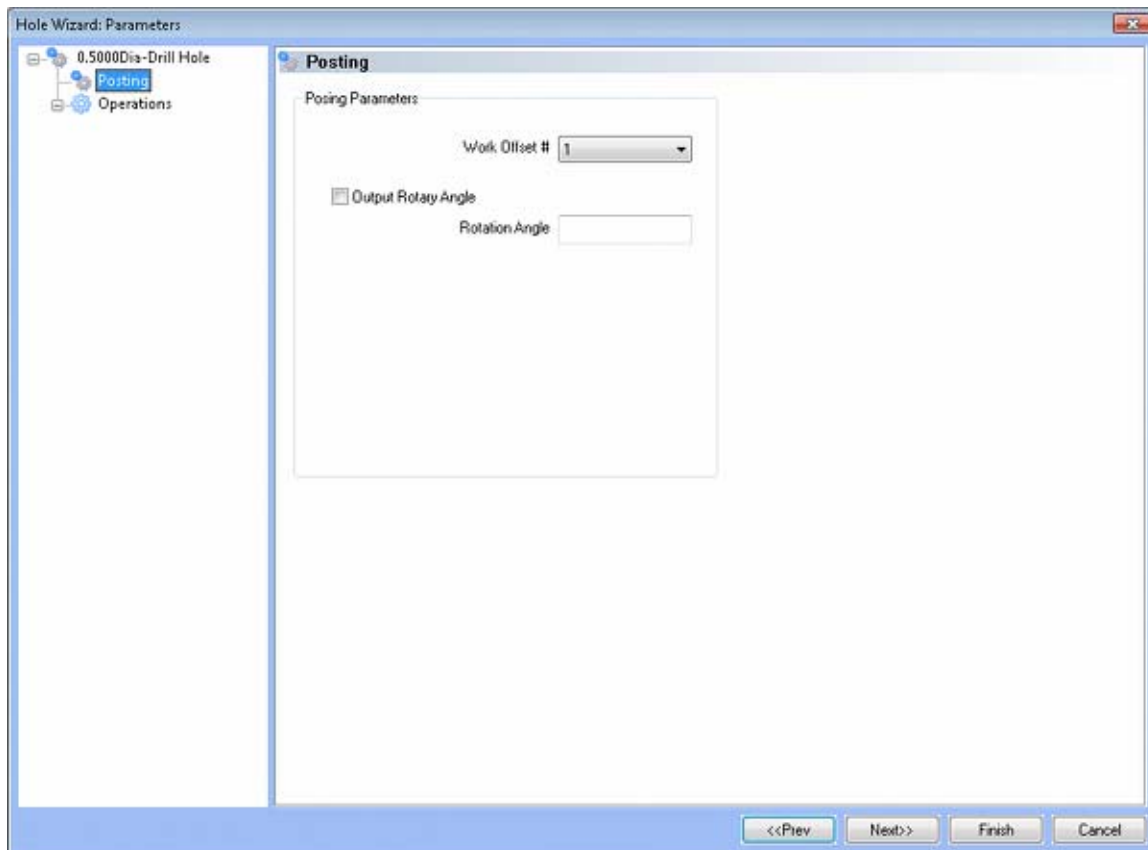 Hole Wizard: Parameters
0.5000Dia-Drill Hole
Posting
Operations
Posting
Posing Parameters
Work Offset # 1
Output Rotary Angle
Rotation Angle
<<Prev Next>> Finish Cancel